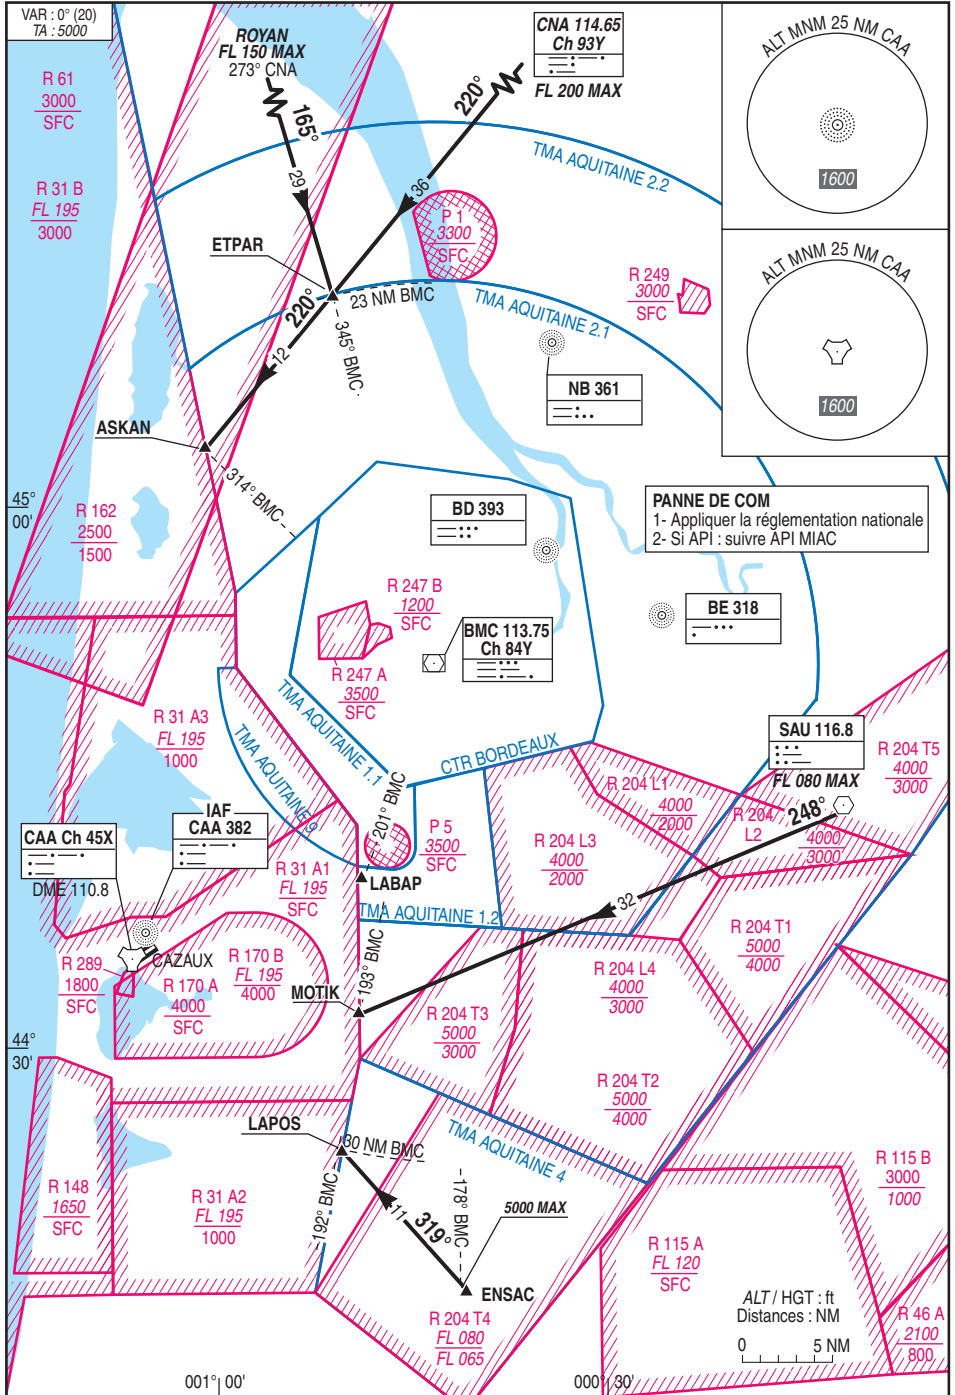 VAR : 0° (20)
TA : 5000
ROYAN
FL 150 MAX
273° CNA
CNA 114.65
Ch 93Y
FL 200 MAX
ALT MNM 25 NM CAA
1600
ALT MNM 25 NM CAA
1600
R 61
3000
SFC
R 31 B
FL 195
3000
165°
29
220°
36
TMA AQUITAINE 2.2
P 1
3300
SFC
ETPAR
23 NM BMC
TMA AQUITAINE 2.1
R 249
3000
SFC
220°
12
345° BMC
NB 361
ASKAN
314° BMC
45°
00'
R 162
2500
1500
BD 393
PANNE DE COM
1- Appliquer la réglementation nationale
2- Si API : suivre API MIAC
R 247 B
1200
SFC
BE 318
BMC 113.75
Ch 84Y
R 247 A
3500
SFC
R 31 A3
FL 195
1000
TMA AQUITAINE 1.1
TMA AQUITAINE 9
CTR BORDEAUX
SAU 116.8
FL 080 MAX
R 204 T5
4000
3000
201° BMC
R 204 L1
4000
2000
R 204
L2
4000
3000
248°
IAF
CAA 382
CAA Ch 45X
DME 110.8
P 5
3500
SFC
R 204 L3
4000
2000
R 31 A1
FL 195
SFC
LABAP
TMA AQUITAINE 1.2
32
R 204 T1
5000
4000
CAZAUX
R 289
1800
SFC
R 170 A
4000
SFC
R 170 B
FL 195
4000
193° BMC
MOTIK
R 204 L4
4000
3000
R 204 T3
5000
3000
44°
30'
R 204 T2
5000
4000
LAPOS
30 NM BMC
TMA AQUITAINE 4
R 148
1650
SFC
R 31 A2
FL 195
1000
192° BMC
11
319°
178° BMC
5000 MAX
R 115 B
3000
1000
R 115 A
FL 120
SFC
ENSAC
R 204 T4
FL 080
FL 065
ALT / HGT : ft
Distances : NM
0 5 NM
R 46 A
2100
800
001° 00'
000° 30'